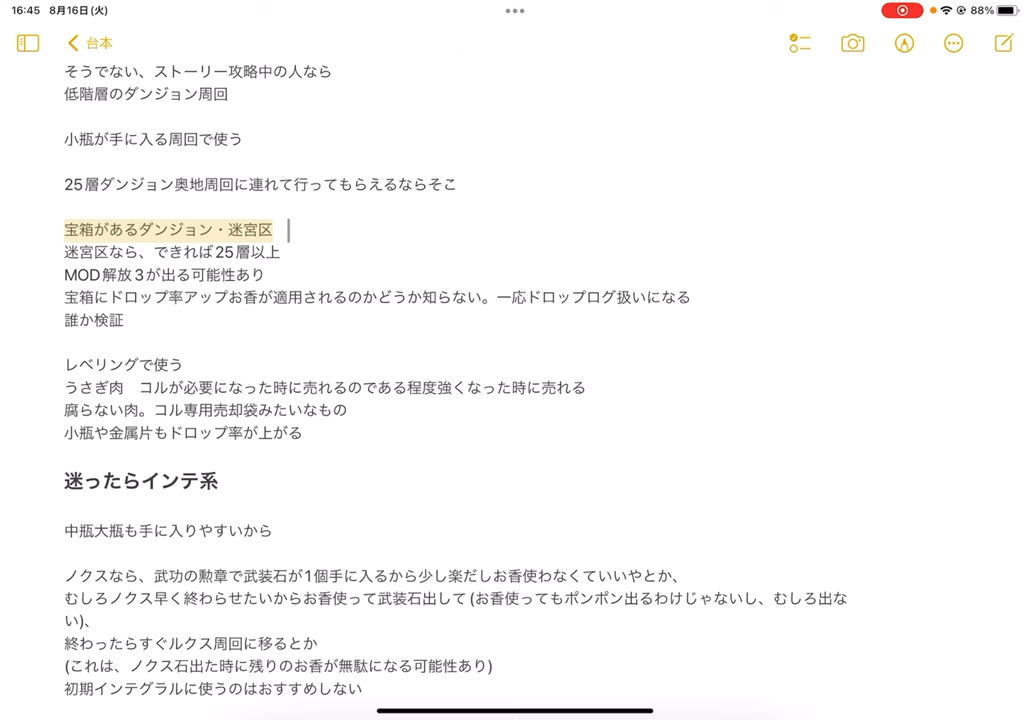 16:45 8月16日(火)
88%
台本
そうでない、ストーリー攻略中の人なら
低階層のダンジョン周回
小瓶が手に入る周回で使う
25層ダンジョン奥地周回に連れて行ってもらえるならそこ
宝箱があるダンジョン・迷宮区
迷宮区なら、できれば25層以上
MOD解放3が出る可能性あり
宝箱にドロップ率アップお香が適用されるのかどうか知らない。一応ドロップログ扱いになる
誰か検証
レベリングで使う
うさぎ肉　コルが必要になった時に売れるのである程度強くなった時に売れる
腐らない肉。コル専用売却袋みたいなもの
小瓶や金属片もドロップ率が上がる
迷ったらインテ系
中瓶大瓶も手に入りやすいから
ノクスなら、武功の勲章で武装石が1個手に入るから少し楽だしお香使わなくていいやとか、
むしろノクス早く終わらせたいからお香使って武装石出して(お香使ってもポンポン出るわけじゃないし、むしろ出な
い)、
終わったらすぐルクス周回に移るとか
(これは、ノクス石出た時に残りのお香が無駄になる可能性あり)
初期インテグラルに使うのはおすすめしない